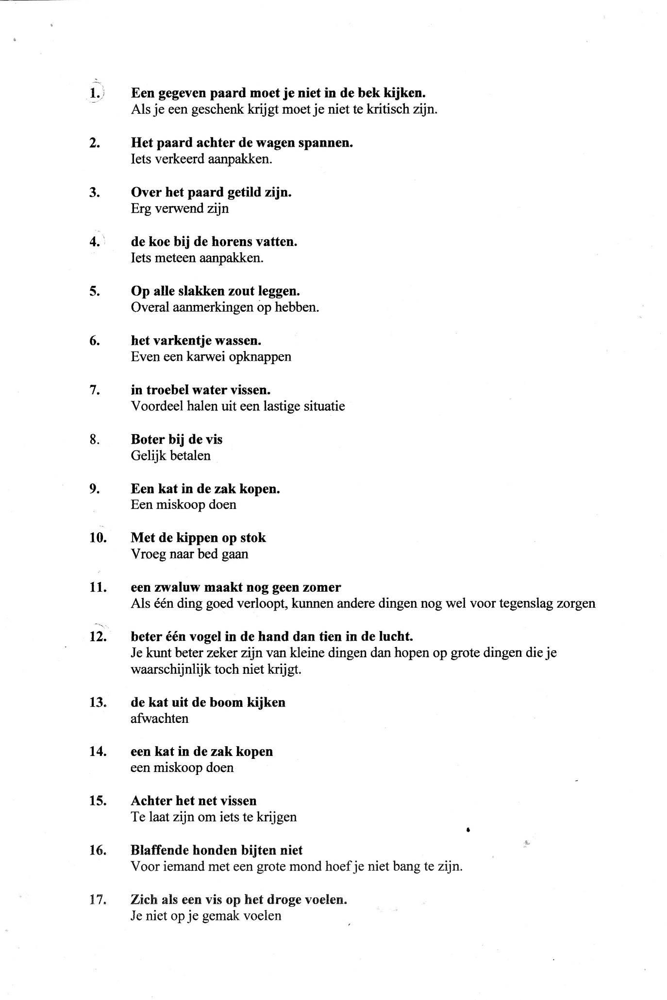 1. Een gegeven paard moet je niet in de bek kijken.
Als je een geschenk krijgt moet je niet te kritisch zijn.
2. Het paard achter de wagen spannen.
Iets verkeerd aanpakken.
3. Over het paard getild zijn.
Erg verwend zijn
4. de koe bij de horens vatten.
Iets meteen aanpakken.
5. Op alle slakken zout leggen.
Overal aanmerkingen op hebben.
6. het varkentje wassen.
Even een karwei opknappen
7. in troebel water vissen.
Voordeel halen uit een lastige situatie
8. Boter bij de vis
Gelijk betalen
9. Een kat in de zak kopen.
Een miskoop doen
10. Met de kippen op stok
Vroeg naar bed gaan
11. een zwaluw maakt nog geen zomer
Als één ding goed verloopt, kunnen andere dingen nog wel voor tegenslag zorgen
12. beter één vogel in de hand dan tien in de lucht.
Je kunt beter zeker zijn van kleine dingen dan hopen op grote dingen die je
waarschijnlijk toch niet krijgt.
13. de kat uit de boom kijken
afwachten
14. een kat in de zak kopen
een miskoop doen
15. Achter het net vissen
Te laat zijn om iets te krijgen
16. Blaffende honden bijten niet
Voor iemand met een grote mond hoef je niet bang te zijn.
17. Zich als een vis op het droge voelen.
Je niet op je gemak voelen